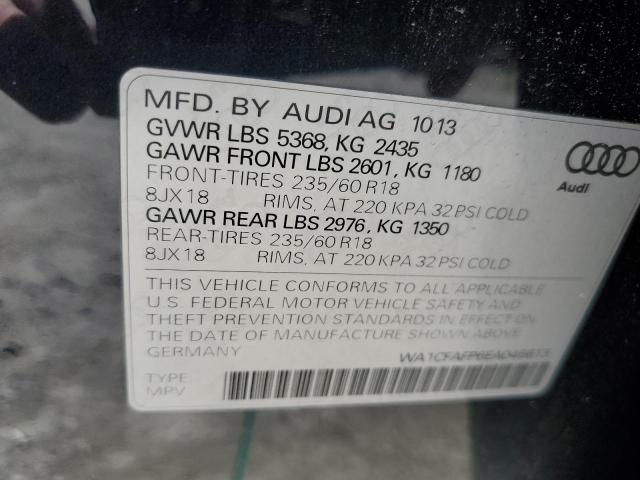 MFD. BY AUDI AG 1013
GVWR LBS 5368, KG 2435
GAWR FRONT LBS 2601, KG 1180
FRONT-TIRES 235/60 R18
8JX18 RIMS, AT 220 KPA 32 PSI COLD
GAWR REAR LBS 2976, KG 1350
REAR-TIRES 235/60 R18
8JX18 RIMS, AT 220 KPA 32 PSI COLD
Audi
THIS VEHICLE CONFORMS TO ALL APPLICABLE
U.S. FEDERAL MOTOR VEHICLE SAFETY AND
THEFT PREVENTION STANDARDS IN EFFECT ON
THE DATE OF MANUFACTURE SHOWN ABOVE.
GERMANY WA1CFAFP6EA046613
TYPE:
MPV